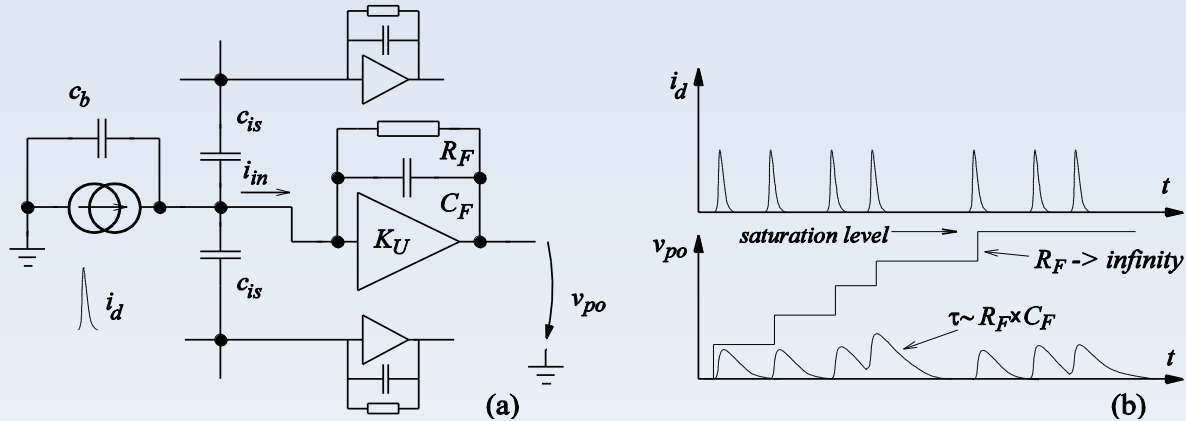 c_b
c_is
i_in
R_F
C_F
K_U
c_is
i_d
v_po
(a)
i_d
t
saturation level
v_po
R_F -> infinity
τ~ R_F×C_F
t
(b)